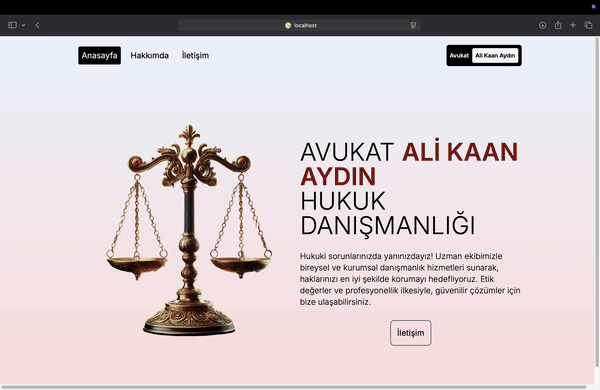 localhost
Anasayfa Hakkımda İletişim Avukat Ali Kaan Aydın
AVUKAT ALİ KAAN
AYDIN
HUKUK
DANIŞMANLIĞI
Hukuki sorunlarınızda yanınızdayız! Uzman ekibimizle
bireysel ve kurumsal danışmanlık hizmetleri sunarak,
haklarınızı en iyi şekilde korumayı hedefliyoruz. Etik
değerler ve profesyonellik ilkesiyle, güvenilir çözümler için
bize ulaşabilirsiniz.
İletişim